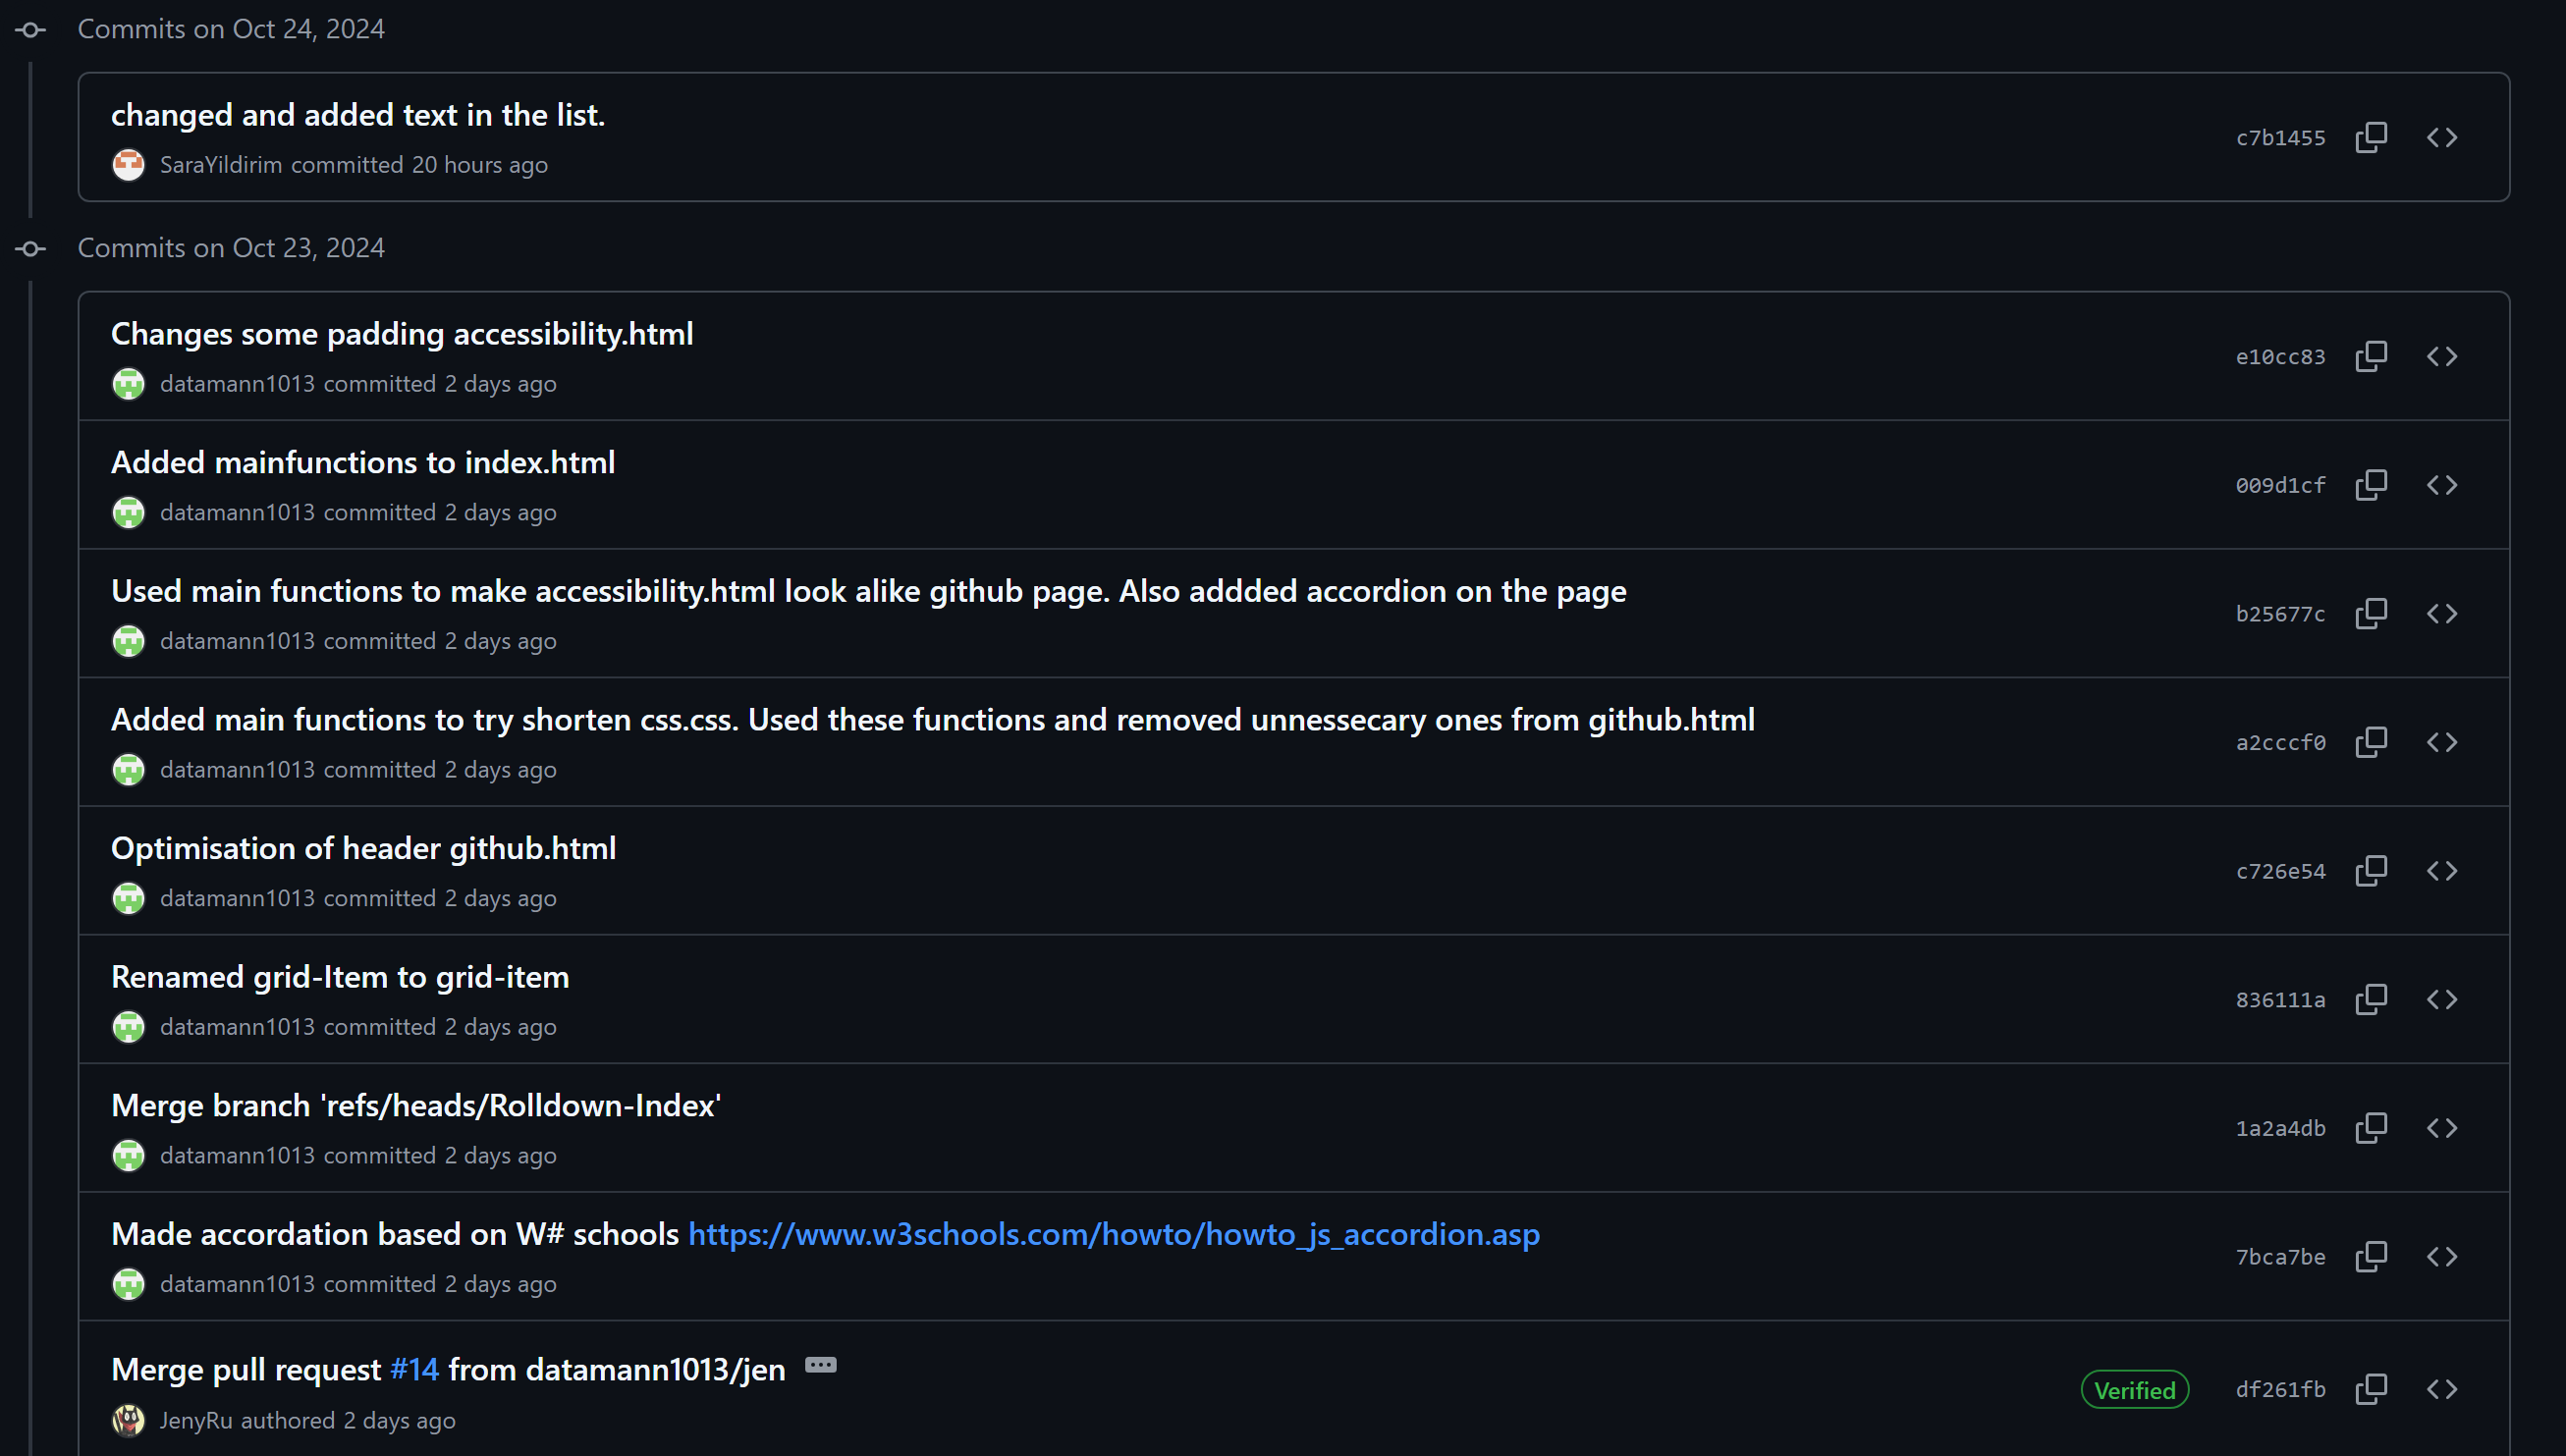 Commits on Oct 24, 2024
changed and added text in the list.
c7b1455
SaraYildirim committed 20 hours ago
Commits on Oct 23, 2024
Changes some padding accessibility.html
e10cc83
datamann1013 committed 2 days ago
Added mainfunctions to index.html
009d1cf
datamann1013 committed 2 days ago
Used main functions to make accessibility.html look alike github page. Also addded accordion on the page
b25677c
datamann1013 committed 2 days ago
Added main functions to try shorten css.css. Used these functions and removed unnessecary ones from github.html
a2cccf0
datamann1013 committed 2 days ago
Optimisation of header github.html
c726e54
datamann1013 committed 2 days ago
Renamed grid-Item to grid-item
836111a
datamann1013 committed 2 days ago
Merge branch 'refs/heads/Rolldown-Index'
1a2a4db
datamann1013 committed 2 days ago
Made accordation based on W# schools https://www.w3schools.com/howto/howto_js_accordion.asp
7bca7be
datamann1013 committed 2 days ago
Merge pull request #14 from datamann1013/jen
Verified df261fb
JenyRu authored 2 days ago